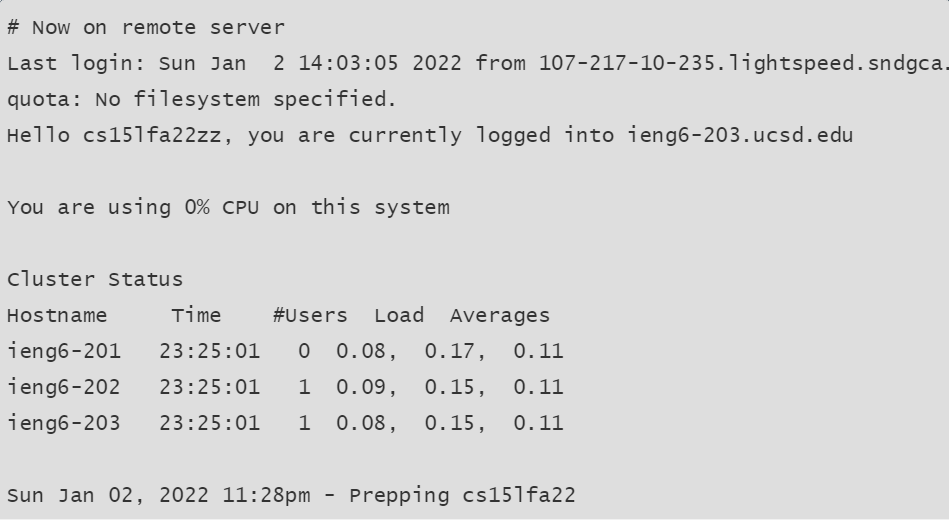 # Now on remote server
Last login: Sun Jan  2 14:03:05 2022 from 107-217-10-235.lightspeed.sndgca.
quota: No filesystem specified.
Hello cs15lfa22zz, you are currently logged into ieng6-203.ucsd.edu
You are using 0% CPU on this system
Cluster Status
Hostname     Time    #Users  Load  Averages
ieng6-201   23:25:01   0  0.08,  0.17,  0.11
ieng6-202   23:25:01   1  0.09,  0.15,  0.11
ieng6-203   23:25:01   1  0.08,  0.15,  0.11
Sun Jan 02, 2022 11:28pm - Prepping cs15lfa22